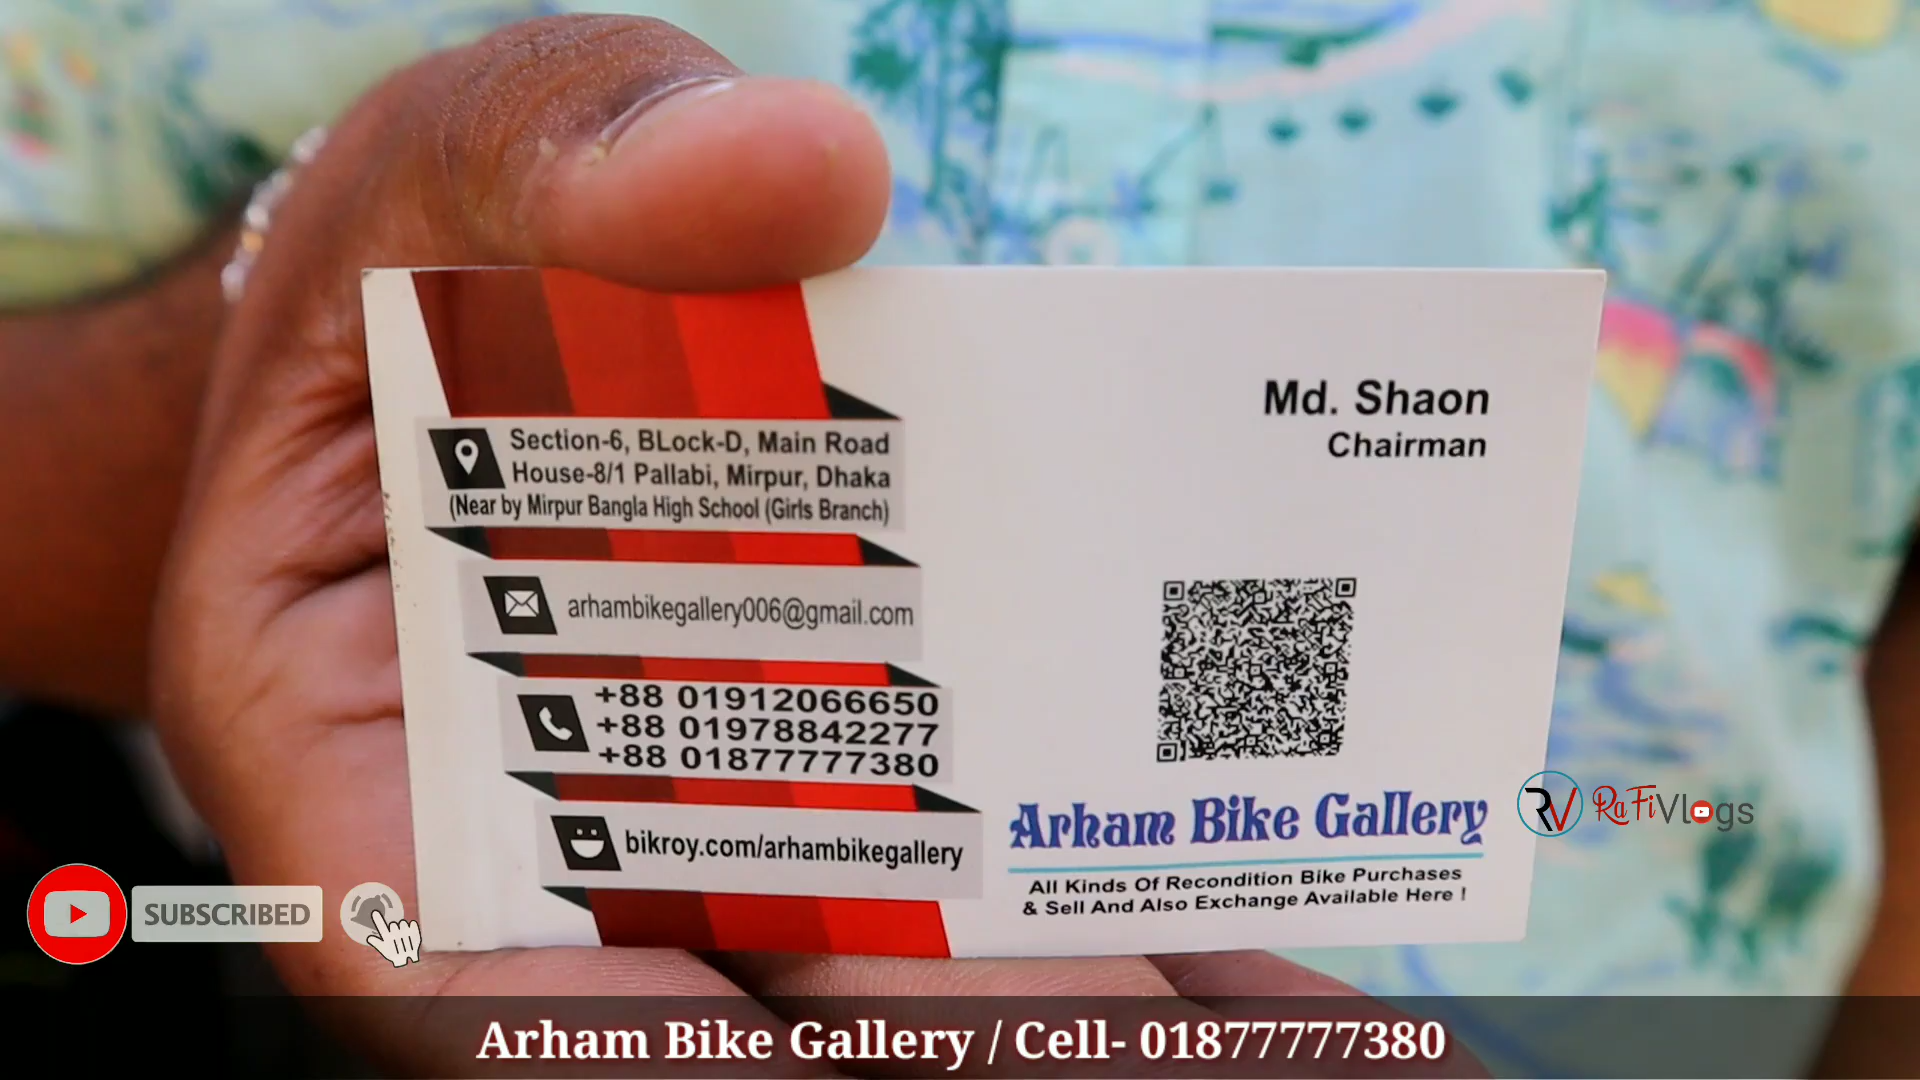 Md. Shaon
Chairman
Section-6, BLock-D, Main Road
House-8/1 Pallabi, Mirpur, Dhaka
(Near by Mirpur Bangla High School (Girls Branch)
arhambikegallery006@gmail.com
+88 01912066650
+88 01978842277
+88 01877777380
bikroy.com/arhambikegallery
Arham Bike Gallery
All Kinds Of Recondition Bike Purchases
& Sell And Also Exchange Available Here !
RV RaFiVlogs
SUBSCRIBED
Arham Bike Gallery / Cell- 01877777380